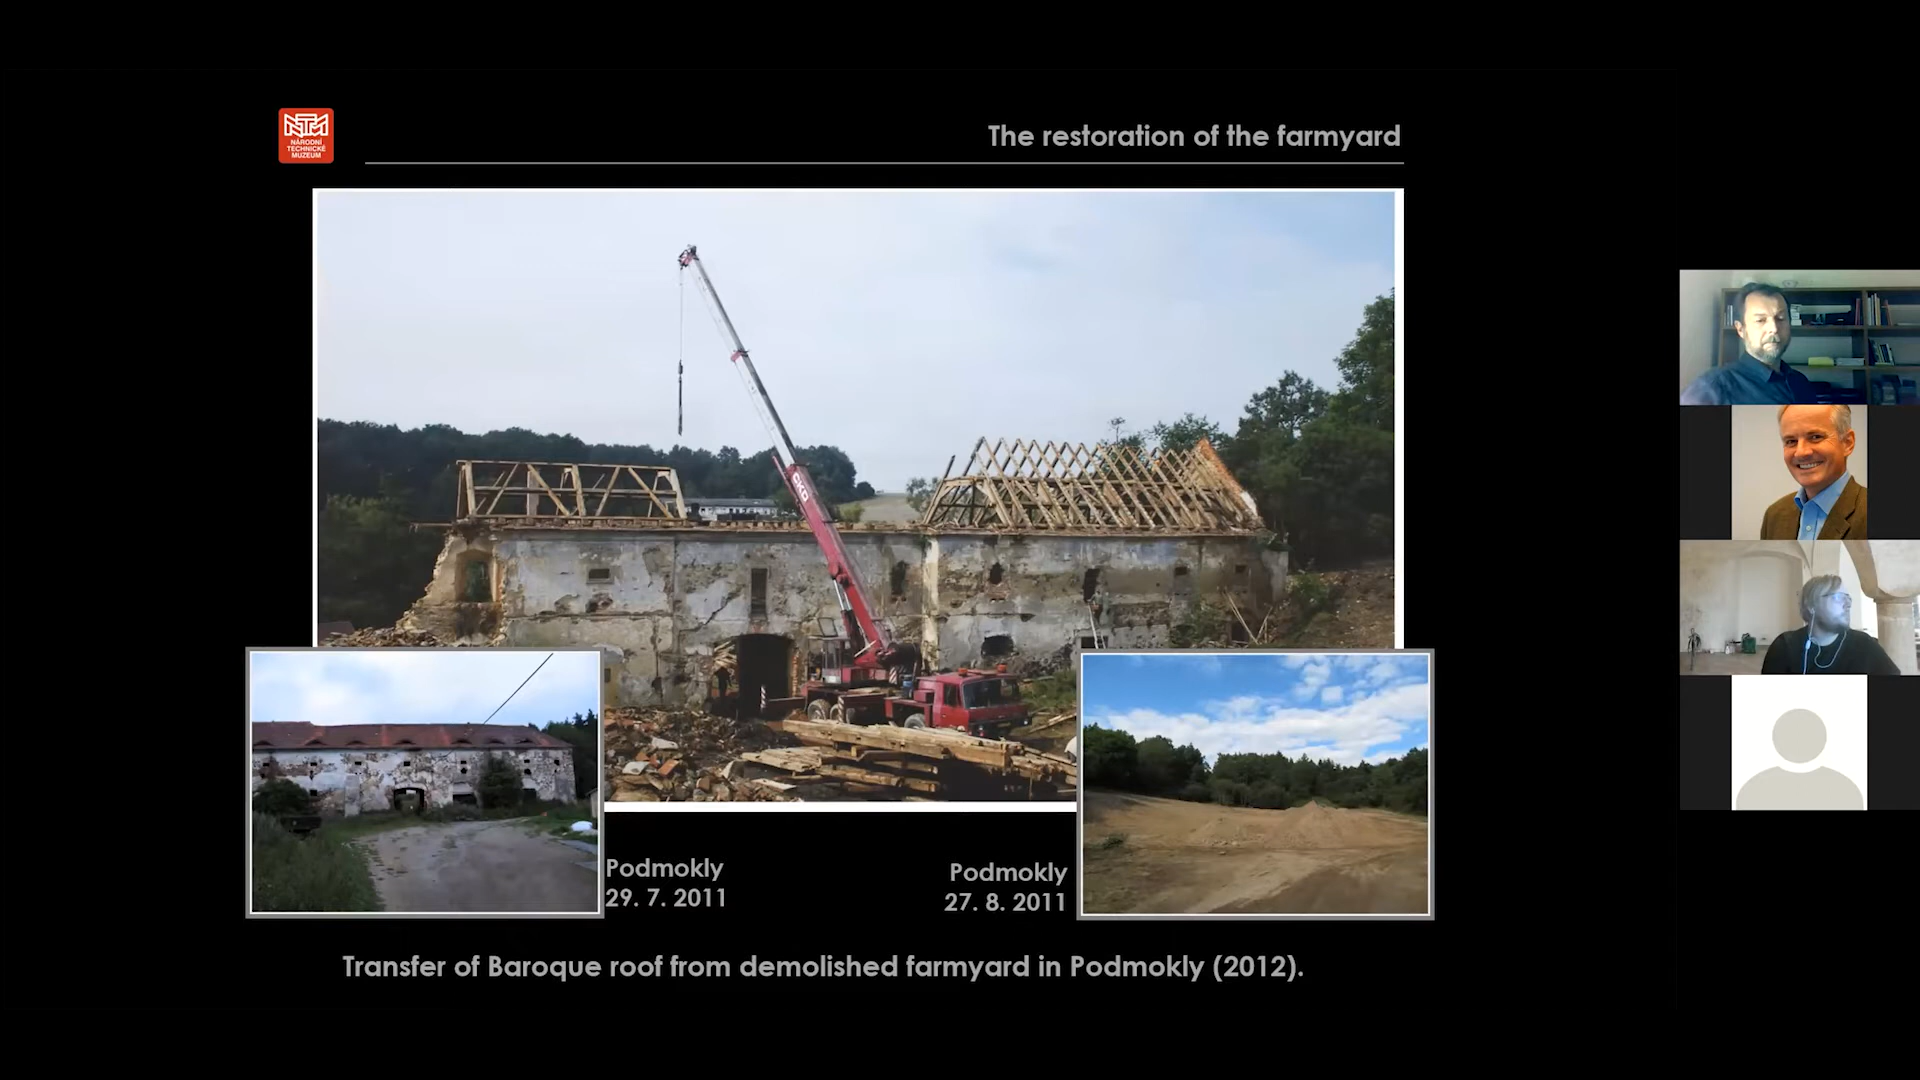 NÁRODNÍ
TECHNICKÉ
MUZEUM
The restoration of the farmyard
ČKD
Podmokly
29. 7. 2011
Podmokly
27. 8. 2011
Transfer of Baroque roof from demolished farmyard in Podmokly (2012).